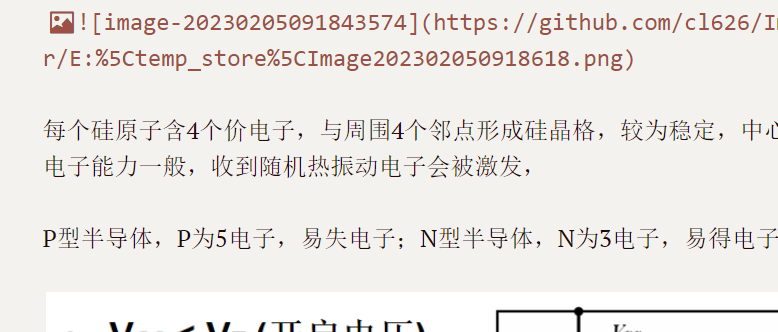 ![image-20230205091843574](https://github.com/cl626/I
r/E:%5Ctemp_store%5CImage202302050918618.png)
每个硅原子含4个价电子，与周围4个邻点形成硅晶格，较为稳定，中心
电子能力一般，收到随机热振动电子会被激发，
P型半导体，P为5电子，易失电子；N型半导体，N为3电子，易得电子
(开启电压)